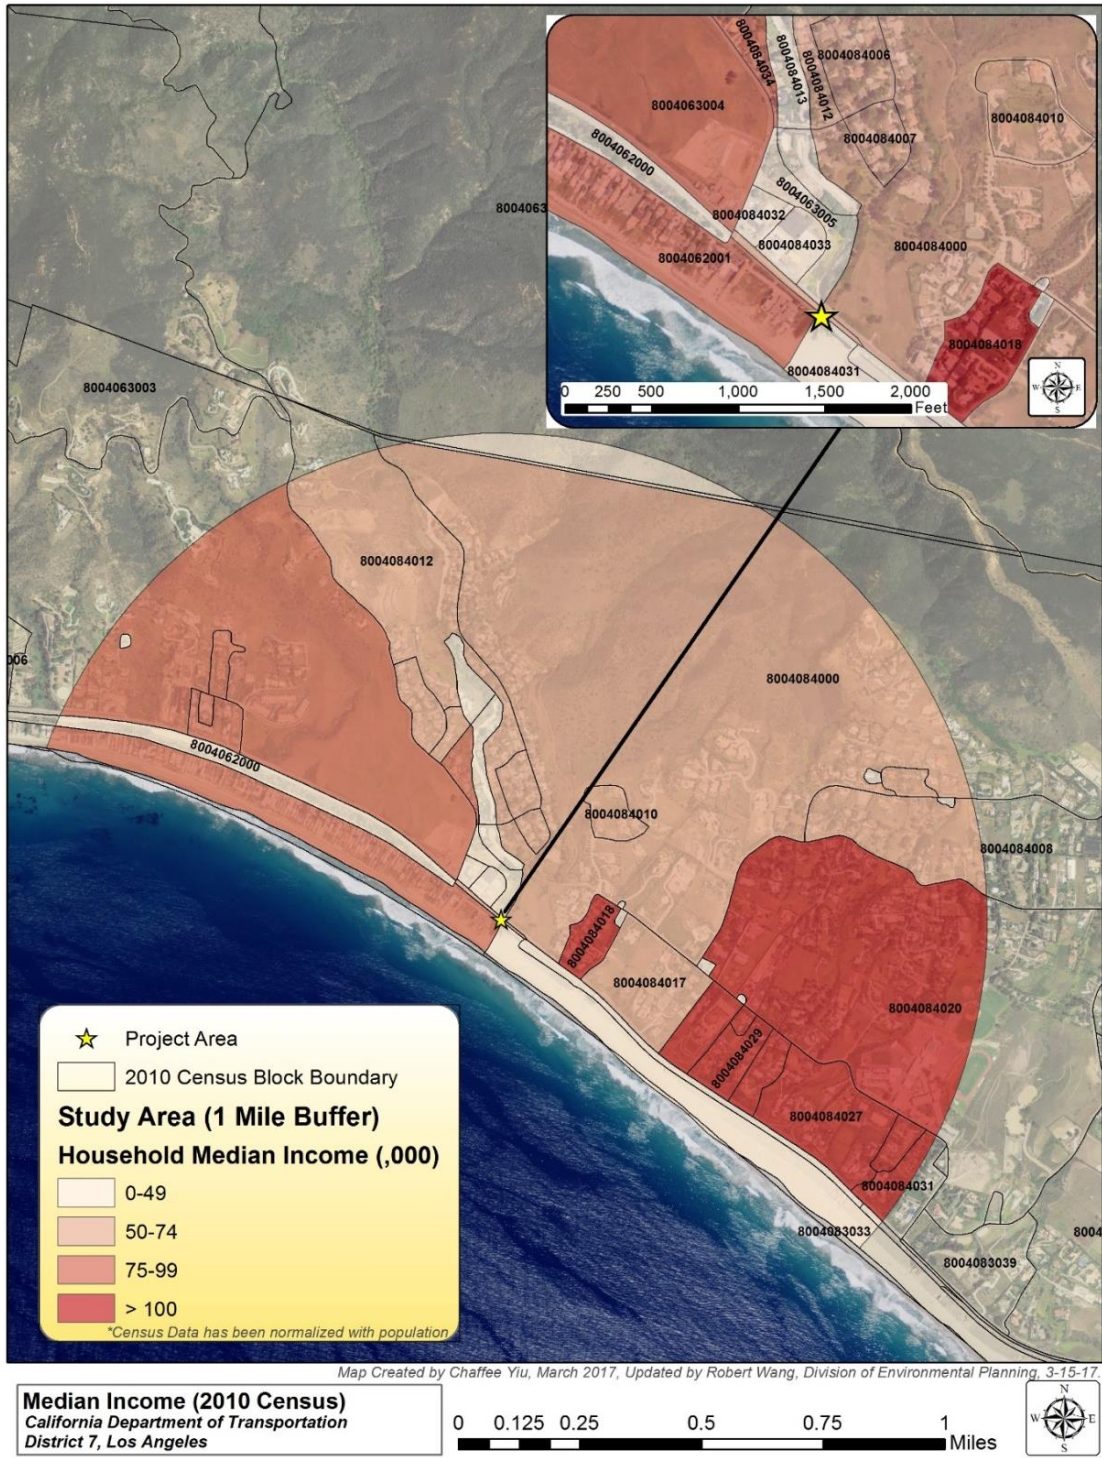 8004084034
8004084013
8004084012
8004084006
8004063004
8004084010
8004084007
8004062000
8004063005
8004063
8004084032
8004084033
8004084000
8004062001
8004084018
8004084031
N
W E
S
0 250 500 1,000 1,500 2,000
Feet
8004063003
8004084012
006
8004084000
8004062000
8004084010
8004084008
8004084018
8004084017
8004084020
8004084029
8004084027
8004084031
8004083033
8004
8004083039
Project Area
2010 Census Block Boundary
Study Area (1 Mile Buffer)
Household Median Income (,000)
0-49
50-74
75-99
> 100
*Census Data has been normalized with population
Map Created by Chaffee Yiu, March 2017, Updated by Robert Wang, Division of Environmental Planning, 3-15-17.
Median Income (2010 Census)
California Department of Transportation
District 7, Los Angeles
0 0.125 0.25 0.5 0.75 1
Miles
N
W E
S